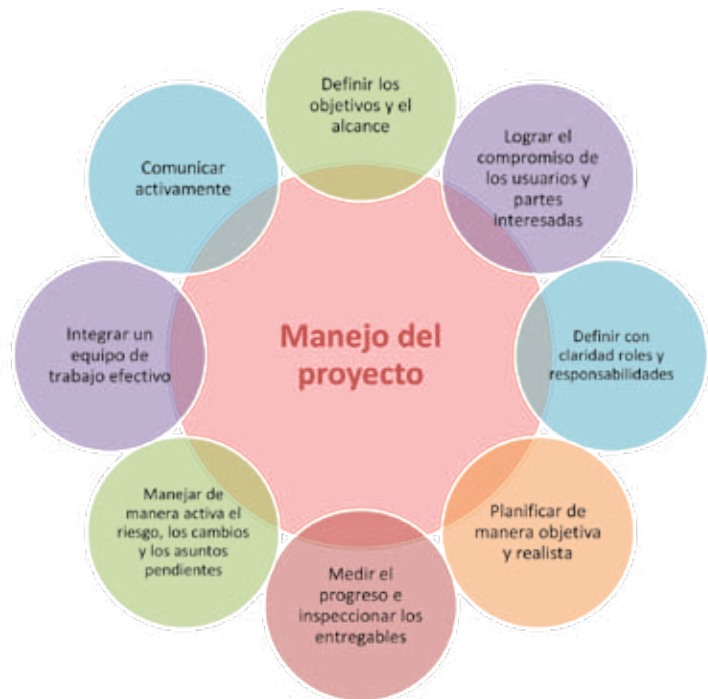 Definir los
objetivos y el
alcance
Lograr el
compromiso de
los usuarios y
partes
interesadas
Definir con
claridad roles y
responsabilidades
Planificar de
manera objetiva
y realista
Medir el
progreso e
inspeccionar los
entregables
Manejar de
manera activa el
riesgo, los cambios
y los asuntos
pendientes
Integrar un
equipo de
trabajo efectivo
Comunicar
activamente
Manejo del
proyecto